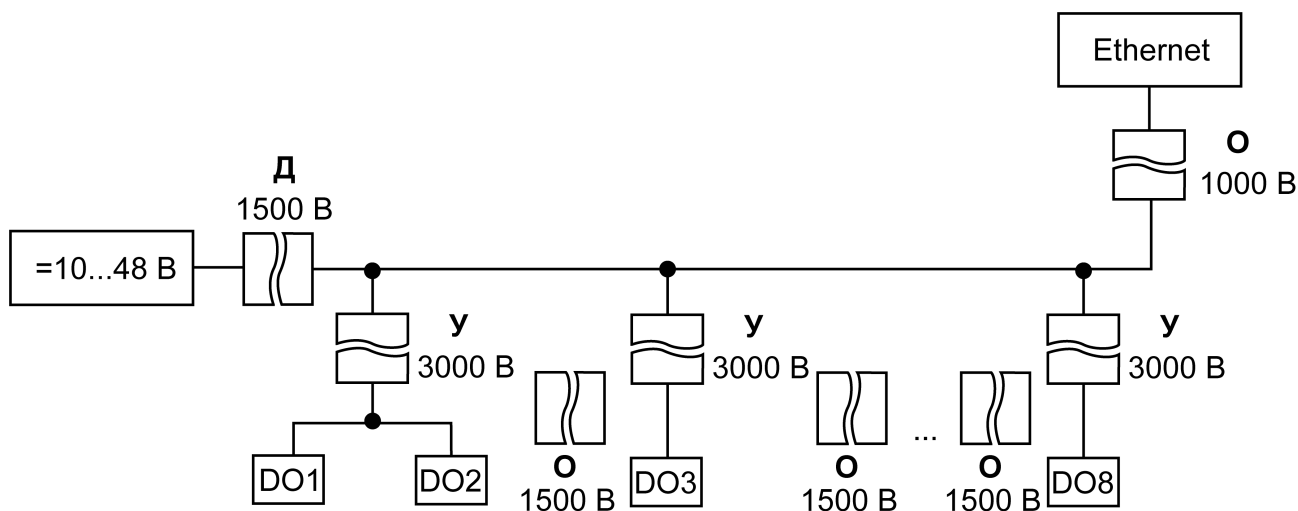 Ethernet
О
1000 В
Д
1500 В
=10...48 В
У
3000 В
У
3000 В
У
3000 В
...
DO1
DO2
О
1500 В
DO3
О
1500 В
О
1500 В
DO8